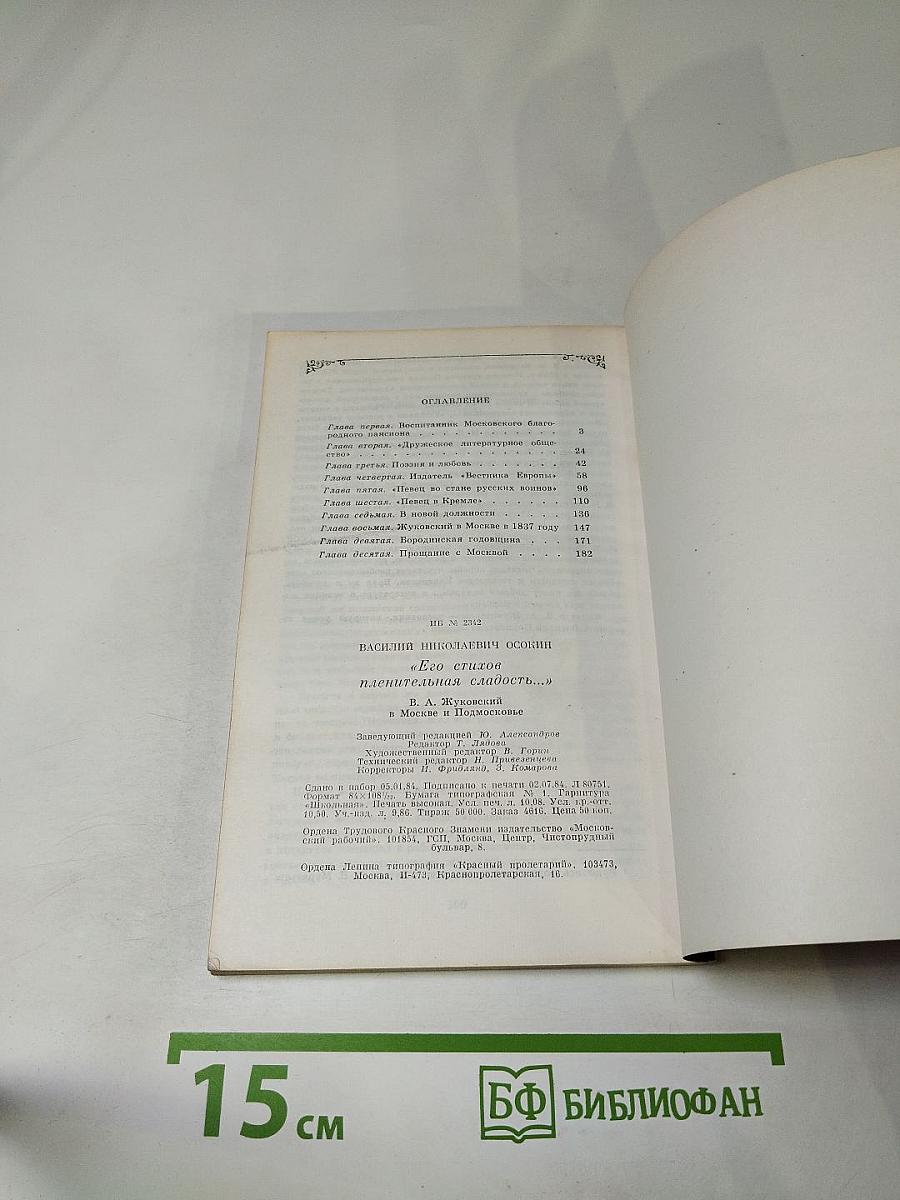 ОГЛАВЛЕНИЕ
Глава первая. Воспитанник Московского благо-
родного пансиона . . . . . . . . . . . . 3
Глава вторая. «Дружеское литературное обще-
ство» . . . . . . . . . . . . . . . . . 24
Глава третья. Поэзия и любовь . . . . . . . 42
Глава четвертая. Издатель «Вестника Европы» 58
Глава пятая. «Певец во стане русских воинов» 96
Глава шестая. «Певец в Кремле» . . . . . . 110
Глава седьмая. В новой должности . . . . . 136
Глава восьмая. Жуковский в Москве в 1837 году 147
Глава девятая. Бородинская годовщина . . . 171
Глава десятая. Прощание с Москвой . . . . 182
ИБ № 2342
ВАСИЛИЙ НИКОЛАЕВИЧ ОСОКИН
«Его стихов
пленительная сладость...»
В. А. Жуковский
в Москве и Подмосковье
Заведующий редакцией Ю. Александров
Редактор Т. Лядова
Художественный редактор В. Горин
Технический редактор Н. Привезенцева
Корректоры И. Фридлянд, З. Комарова
Сдано в набор 05.01.84. Подписано к печати 02.07.84. Л 80751.
Формат 84×108¹/₃₂. Бумага типографская № 1. Гарнитура
«Школьная». Печать высокая. Усл. печ. л. 10,08. Усл. кр.-отт.
10,50. Уч.-изд. л. 9,86. Тираж 50 000. Заказ 4616. Цена 50 коп.
Ордена Трудового Красного Знамени издательство «Москов-
ский рабочий». 101854, ГСП, Москва, Центр, Чистопрудный
бульвар, 8.
Ордена Ленина типография «Красный пролетарий». 103473,
Москва, И-473, Краснопролетарская, 16.
15 см
БФ БИБЛИОФАН